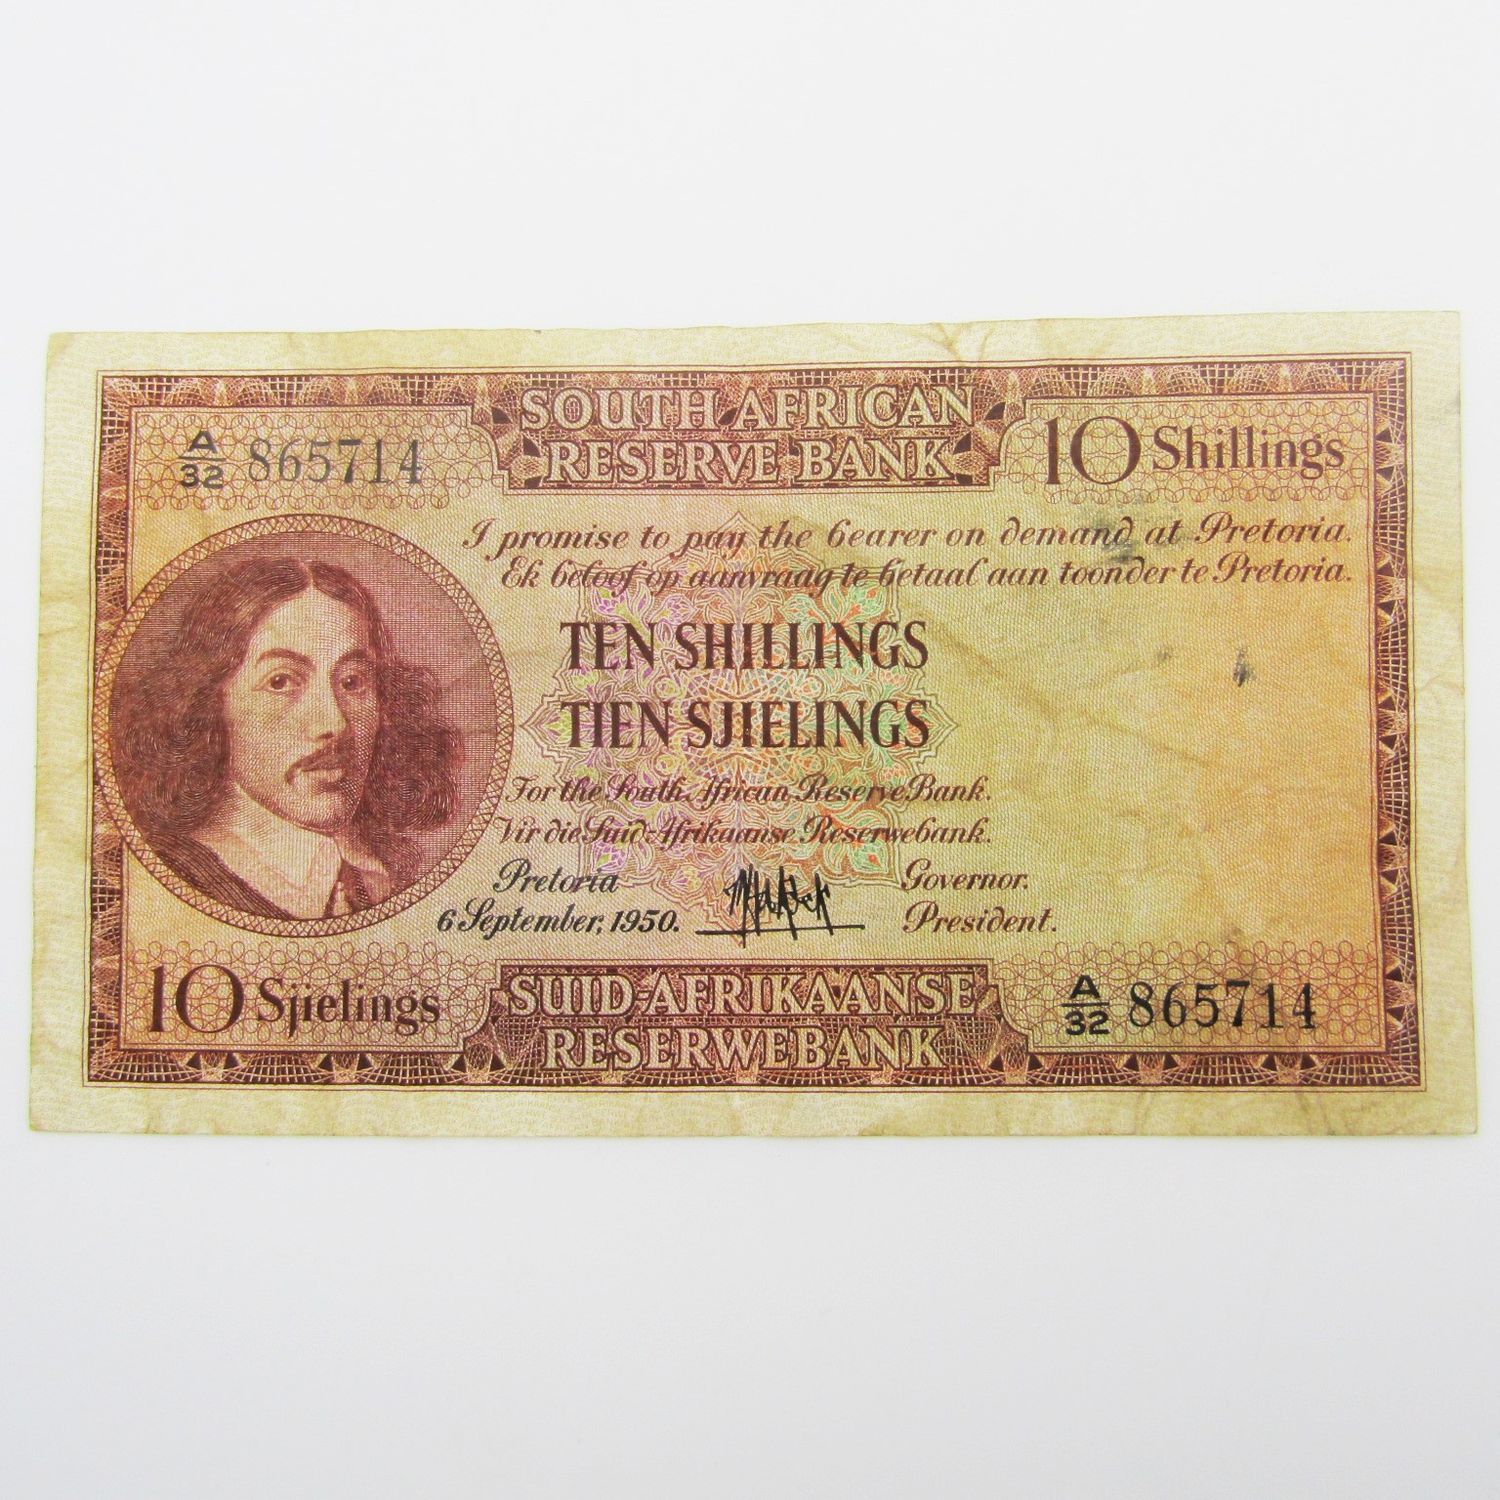 SOUTH AFRICAN
RESERVE BANK
A/32 865714
10 Shillings
I promise to pay the bearer on demand at Pretoria.
Ek beloof op aanvraag te betaal aan toonder te Pretoria.
TEN SHILLINGS
TIEN SJIELINGS
For the South African Reserve Bank.
Vir die Suid-Afrikaanse Reserwebank.
Pretoria
6 September, 1950.
Governor.
President.
10 Sjielings
SUID-AFRIKAANSE
RESERWEBANK
A/32 865714